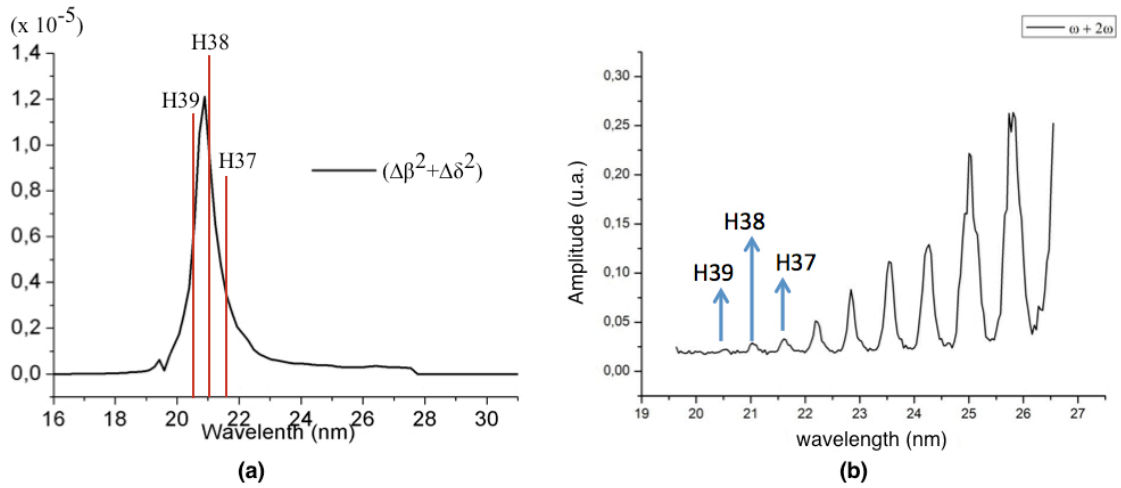 (x 10⁻⁵)
1,4
1,2
1,0
0,8
0,6
0,4
0,2
0,0
H38
H39
H37
(Δβ²+Δδ²)
16 18 20 22 24 26 28 30
Wavelenth (nm)
(a)
ω + 2ω
0,30
0,25
0,20
0,15
0,10
0,05
0,00
Amplitude (u.a.)
H38
H39
H37
19 20 21 22 23 24 25 26 27
wavelength (nm)
(b)